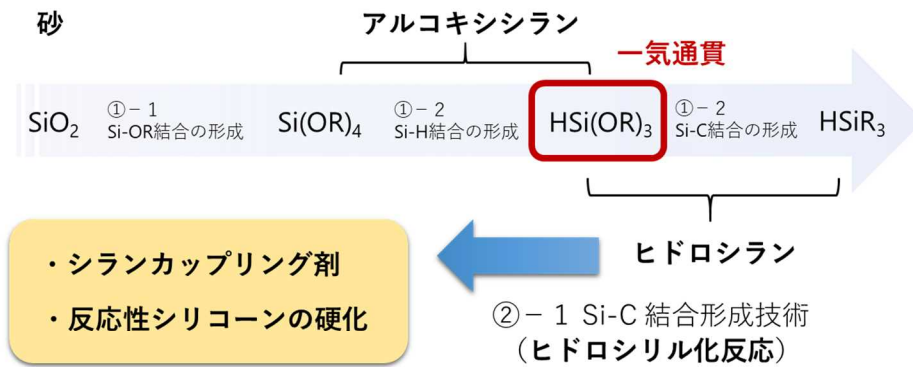 砂
アルコキシシラン
一気通貫
SiO₂
①−1
Si-OR結合の形成
Si(OR)₄
①−2
Si-H結合の形成
HSi(OR)₃
①−2
Si-C結合の形成
HSiR₃
ヒドロシラン
・シランカップリング剤
・反応性シリコーンの硬化
②−1 Si-C 結合形成技術
（ヒドロシリル化反応）